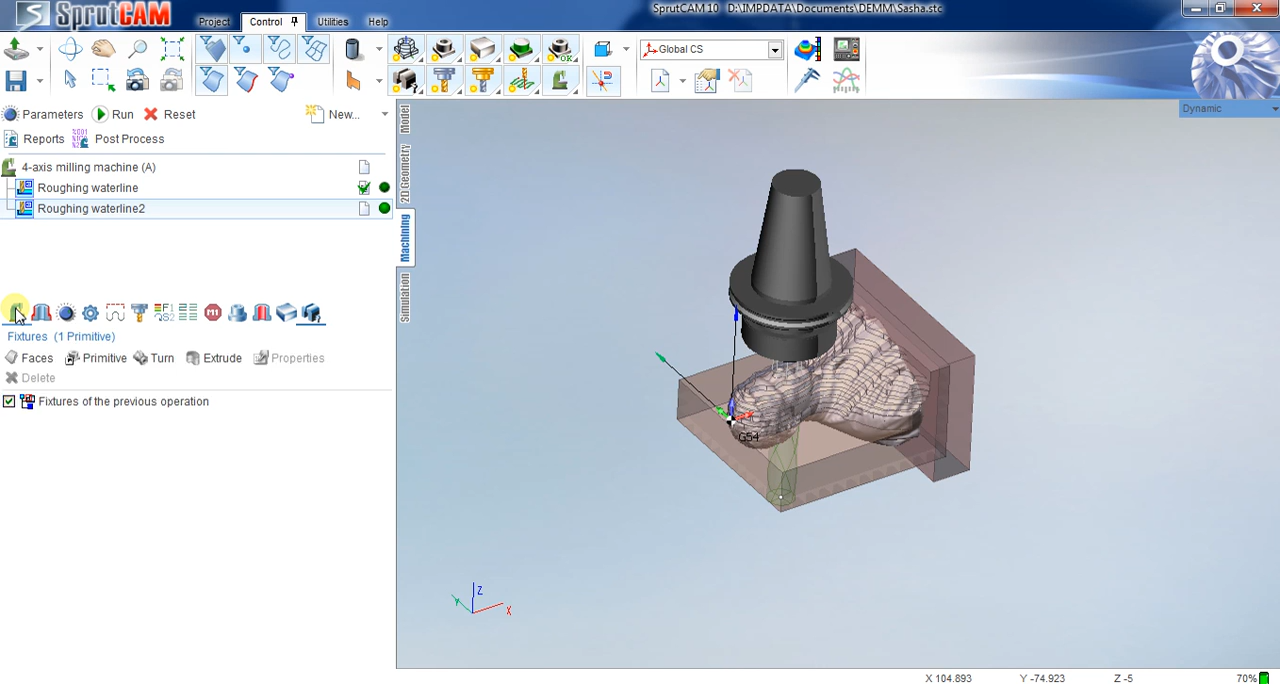 SprutCAM
Project Control Utilities Help
SprutCAM 10 D:\IMPDATA\Documents\DEMM\Sasha.stc
Global CS
Parameters Run Reset New...
Reports Post Process
4-axis milling machine (A)
Roughing waterline
Roughing waterline2
Model
2D Geometry
Machining
Simulation
Dynamic
Fixtures (1 Primitive)
Faces Primitive Turn Extrude Properties
Delete
Fixtures of the previous operation
G54
Z
Y
X
X 104.893 Y -74.923 Z -5 70%